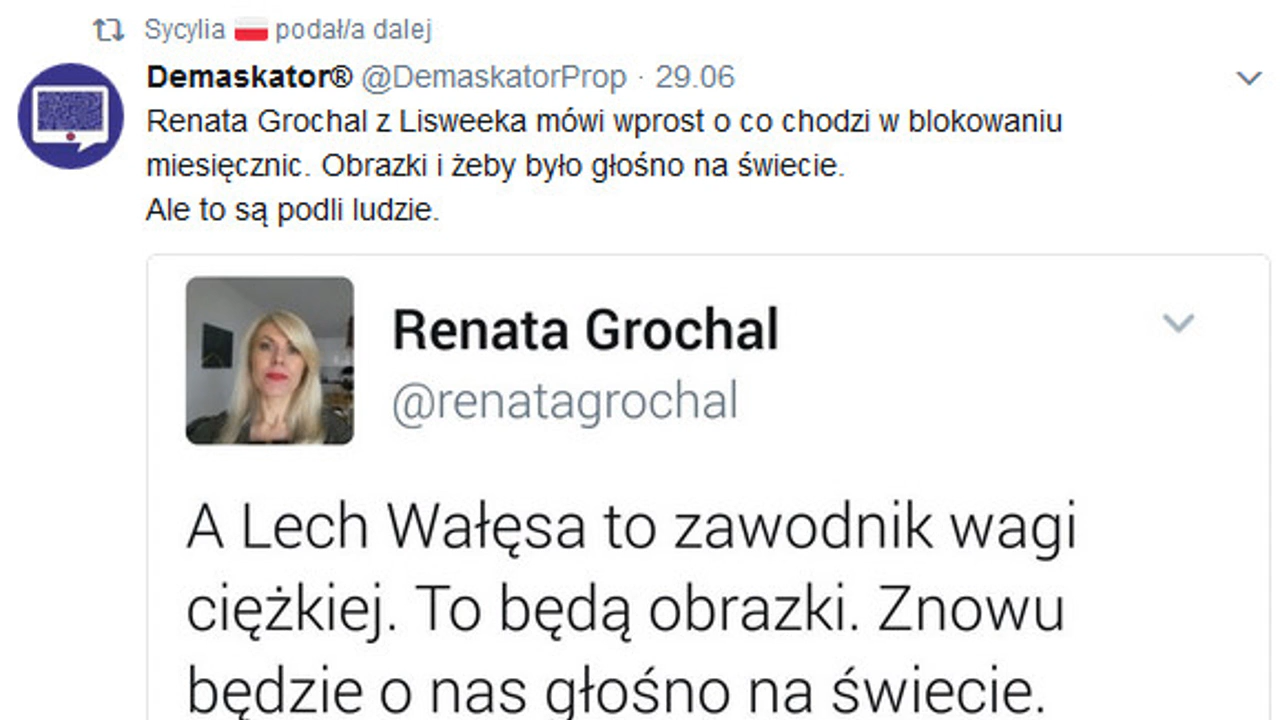 Sycylia podał/a dalej
Demaskator® @DemaskatorProp · 29.06
Renata Grochal z Lisweeka mówi wprost o co chodzi w blokowaniu
miesięcznic. Obrazki i żeby było głośno na świecie.
Ale to są podli ludzie.
Renata Grochal
@renatagrochal
A Lech Wałęsa to zawodnik wagi
ciężkiej. To będą obrazki. Znowu
będzie o nas głośno na świecie.